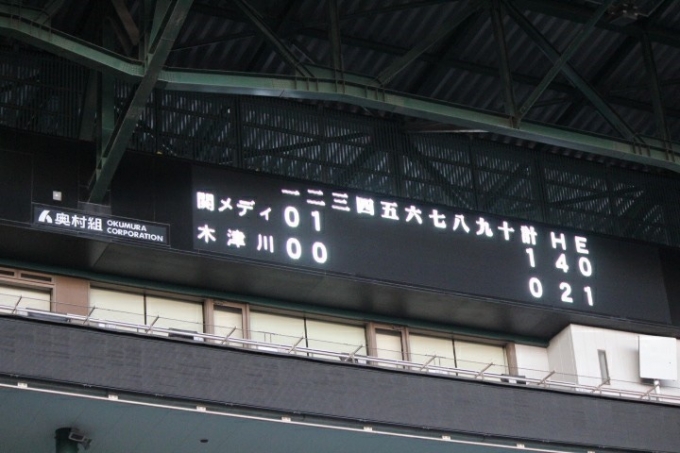 一二三四五六七八九十計HE
関メディ01 140
木津川00 021
奥村組 OKUMURA
CORPORATION